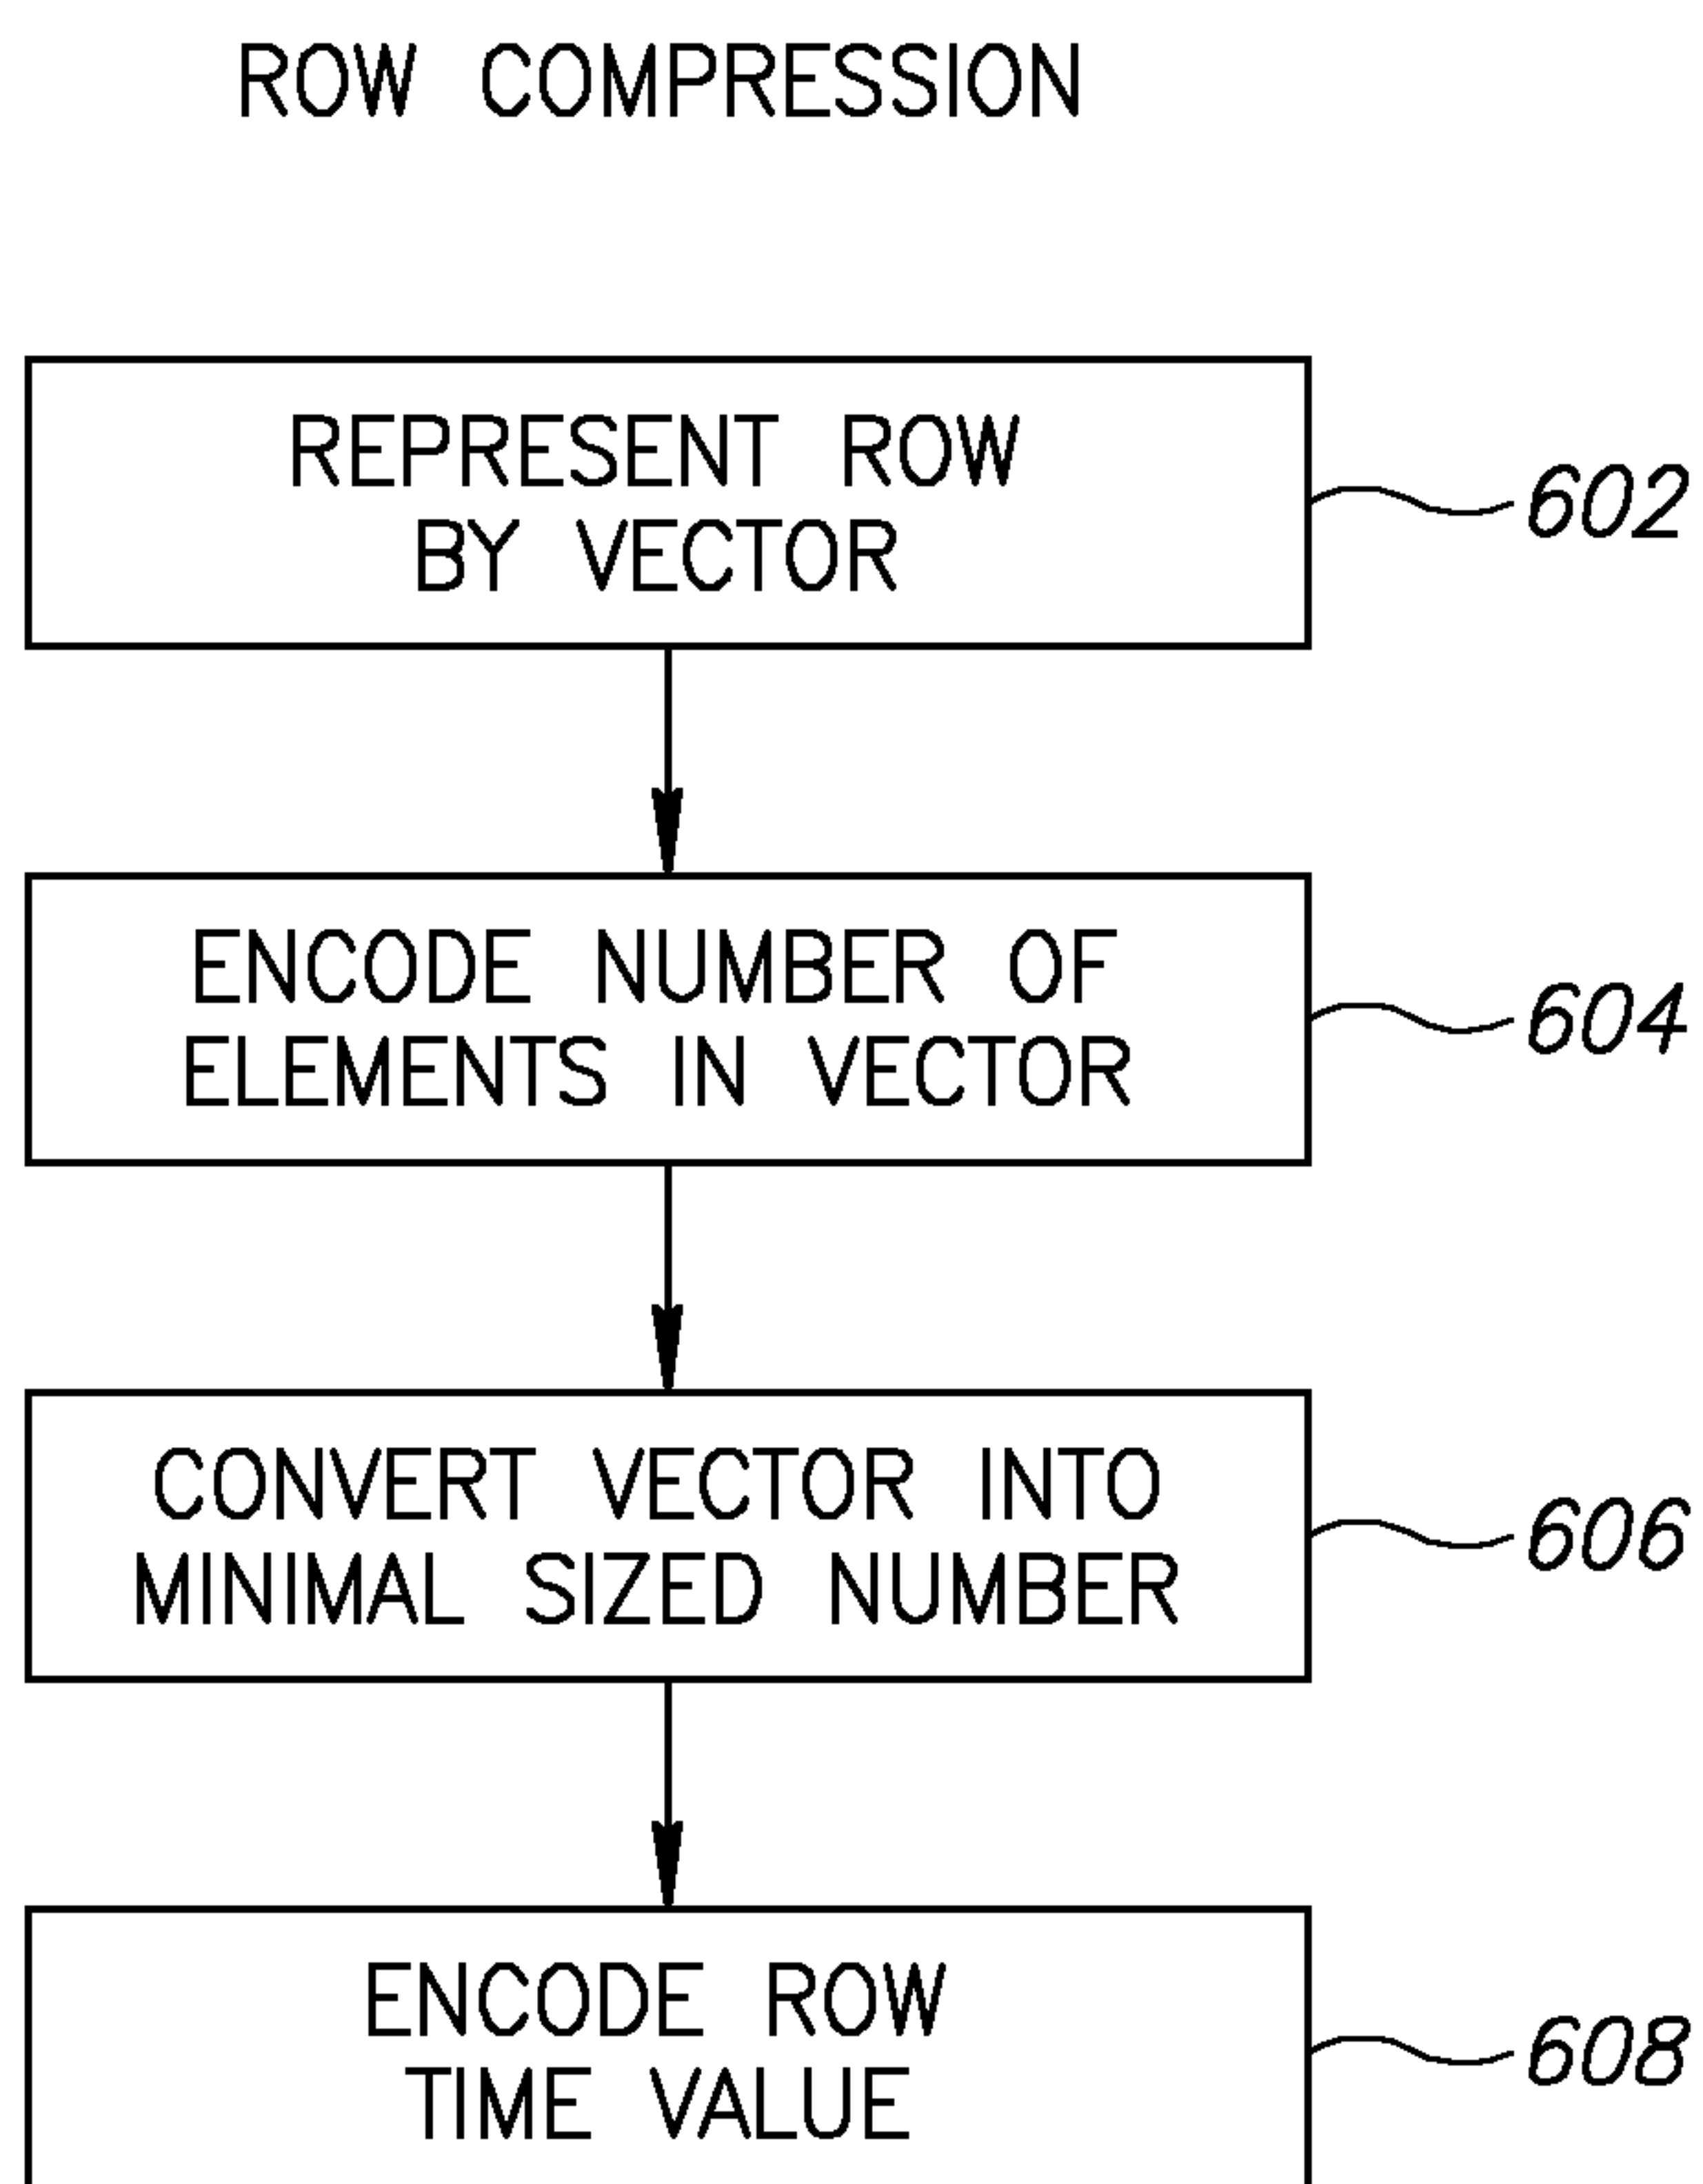 ROW COMPRESSION
REPRESENT ROW
BY VECTOR
602
ENCODE NUMBER OF
ELEMENTS IN VECTOR
604
CONVERT VECTOR INTO
MINIMAL SIZED NUMBER
606
ENCODE ROW
TIME VALUE
608